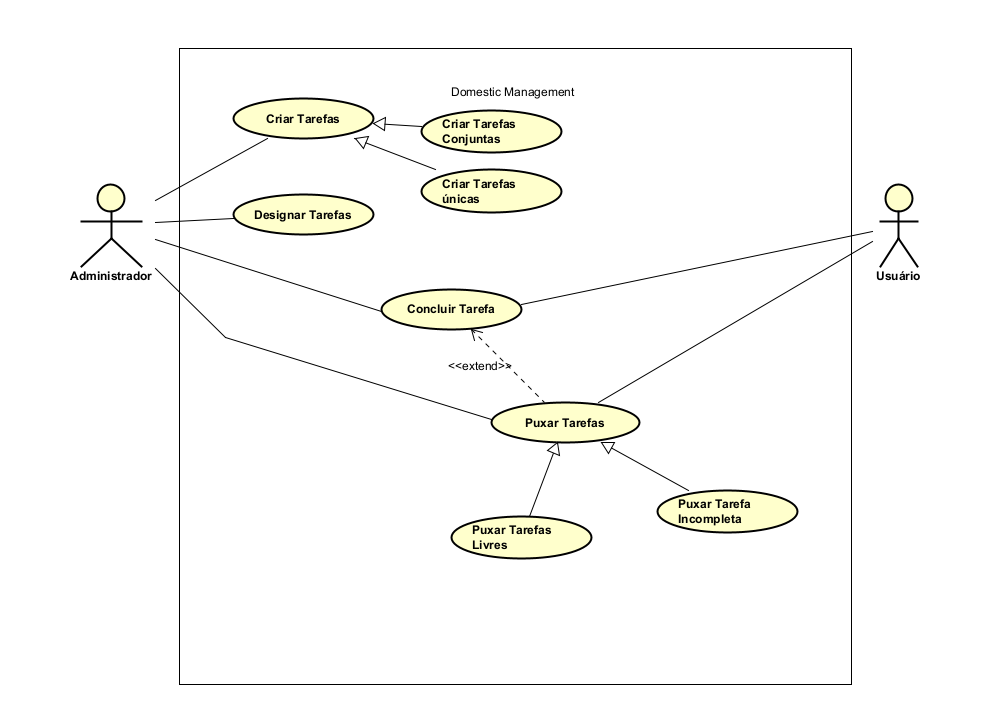 Domestic Management
Criar Tarefas
Criar Tarefas
Conjuntas
Criar Tarefas
únicas
Designar Tarefas
Administrador
Usuário
Concluir Tarefa
<<extend>>
Puxar Tarefas
Puxar Tarefa
Incompleta
Puxar Tarefas
Livres